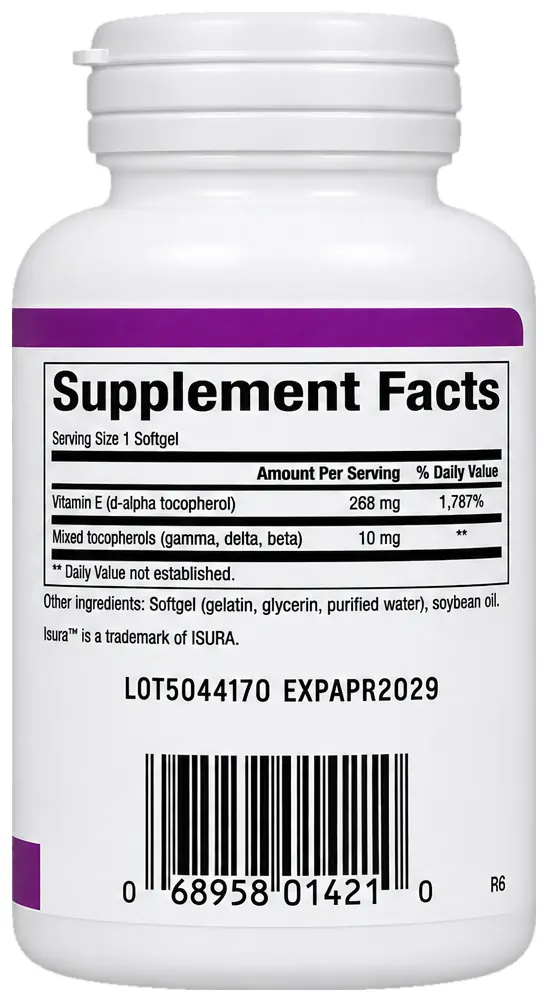 Supplement Facts
Serving Size 1 Softgel
Amount Per Serving % Daily Value
Vitamin E (d-alpha tocopherol) 268 mg 1,787%
Mixed tocopherols (gamma, delta, beta) 10 mg **
** Daily Value not established.
Other ingredients: Softgel (gelatin, glycerin, purified water), soybean oil.
Isura™ is a trademark of ISURA.
LOT5044170 EXPAPR2029
0 68958 01421 0
R6